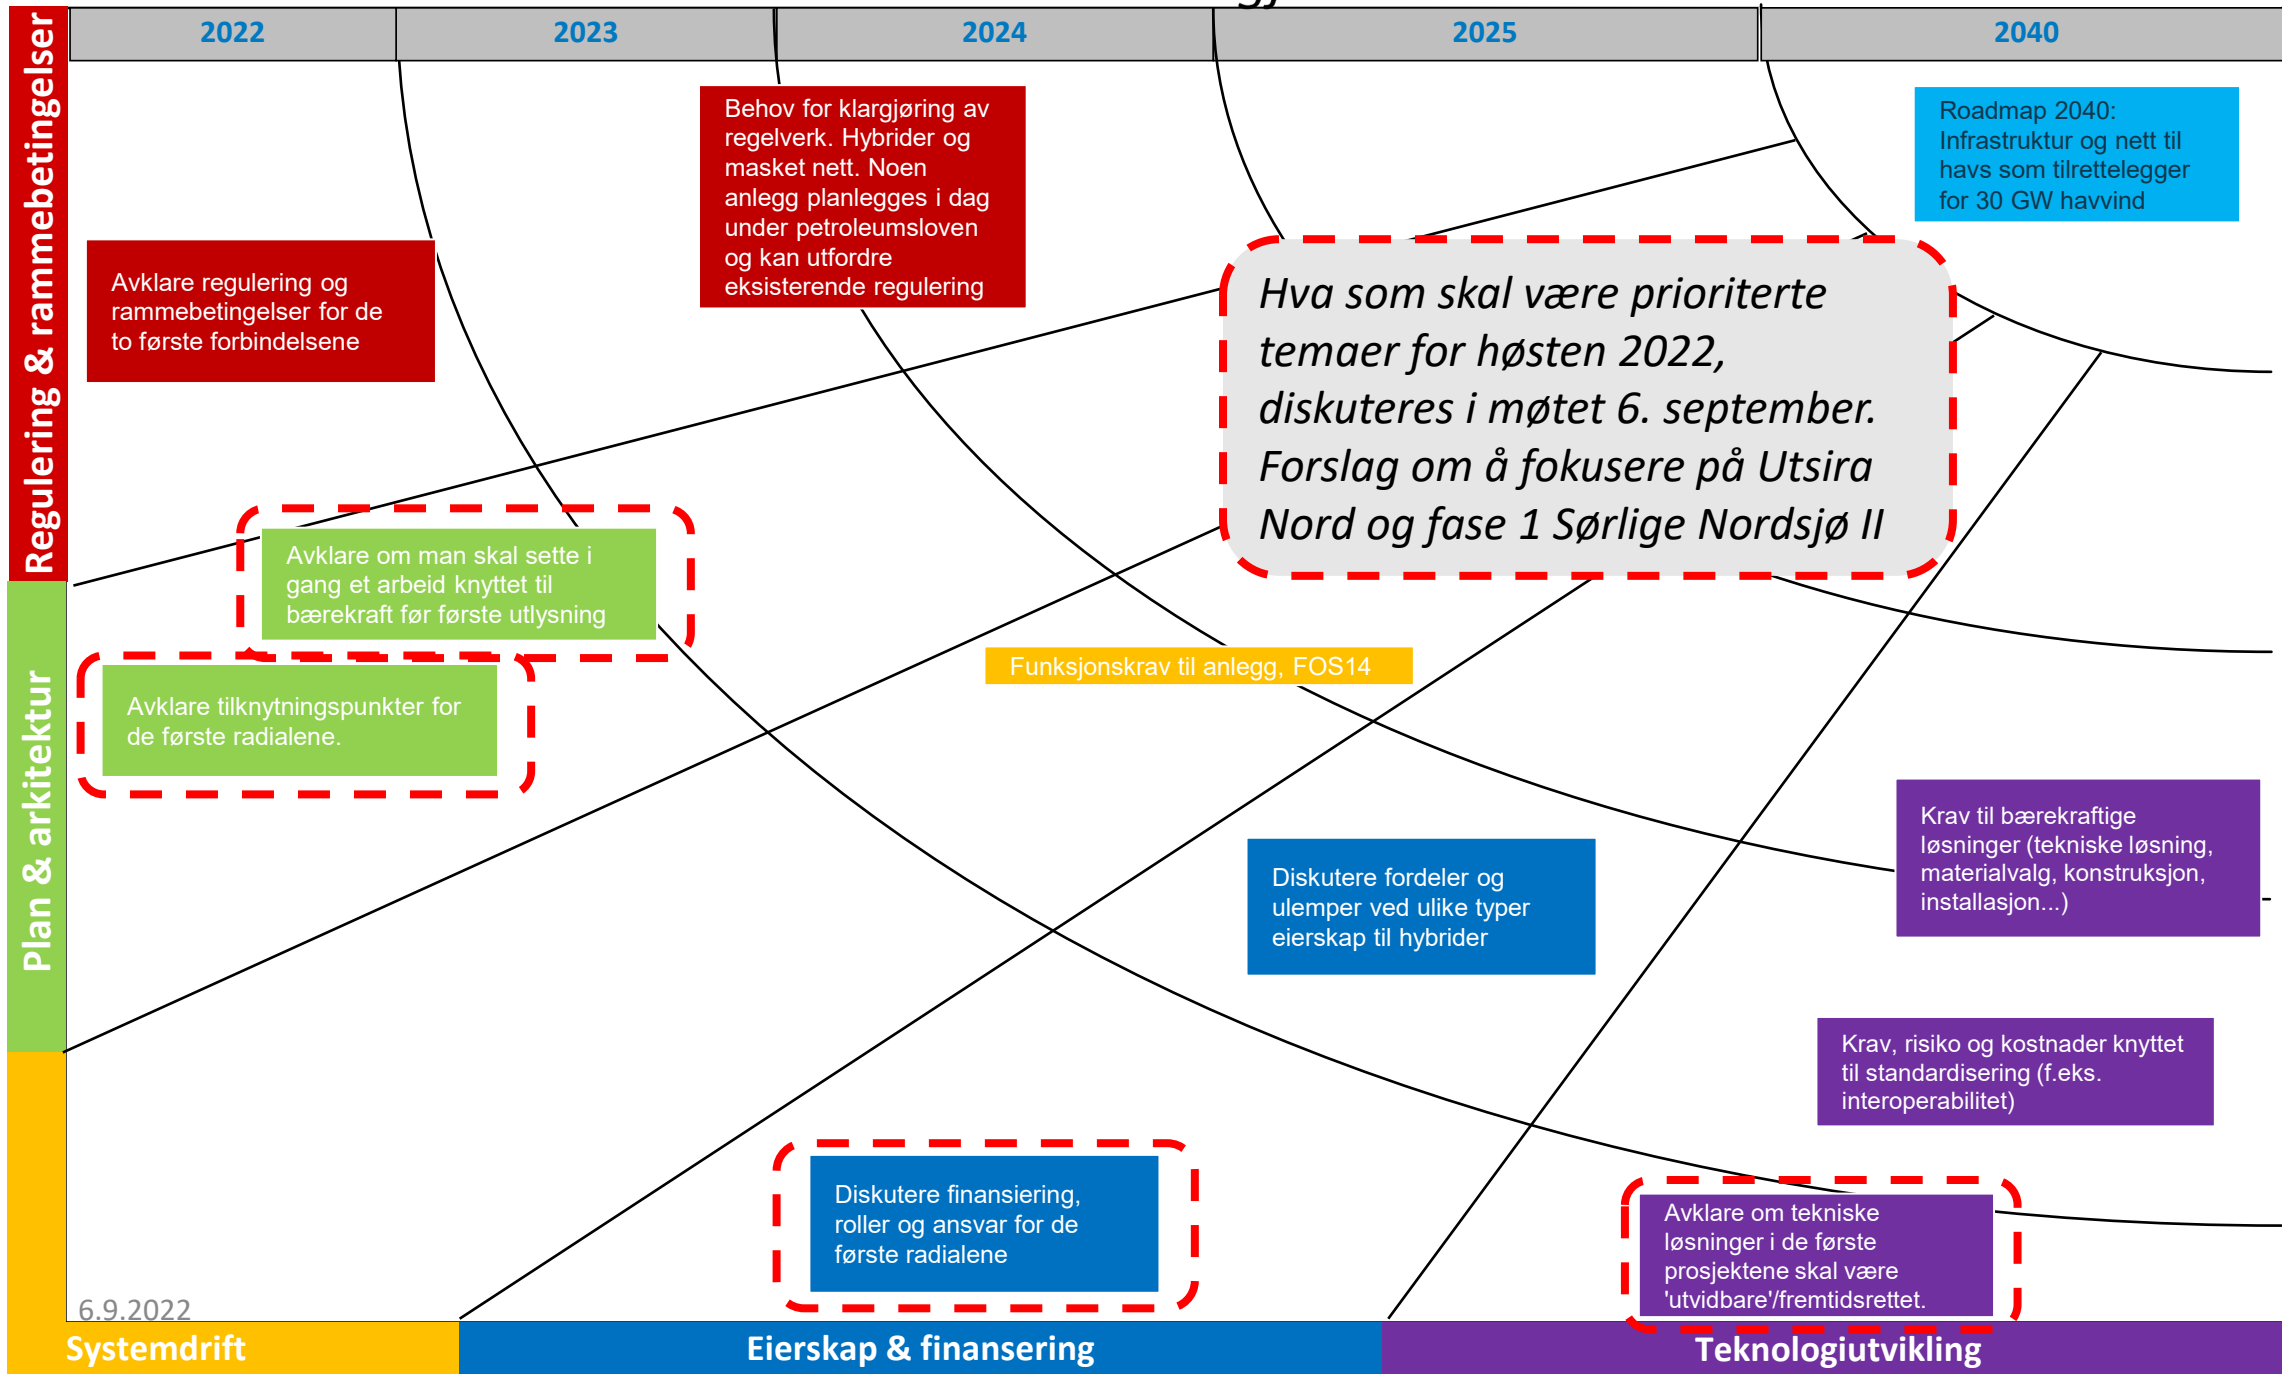 2022
2023
2024
2025
2040
Regulering & rammebetingelser
Behov for klargjøring av
regelverk. Hybrider og
masket nett. Noen
anlegg planlegges i dag
under petroleumsloven
og kan utfordre
eksisterende regulering
Roadmap 2040:
Infrastruktur og nett til
havs som tilrettelegger
for 30 GW havvind
Avklare regulering og
rammebetingelser for de
to første forbindelsene
Hva som skal være prioriterte
temaer for høsten 2022,
diskuteres i møtet 6. september.
Forslag om å fokusere på Utsira
Nord og fase 1 Sørlige Nordsjø II
Avklare om man skal sette i
gang et arbeid knyttet til
bærekraft før første utlysning
Funksjonskrav til anlegg, FOS14
Plan & arkitektur
Avklare tilknytningspunkter for
de første radialene.
Krav til bærekraftige
løsninger (tekniske løsning,
materialvalg, konstruksjon,
installasjon...)
Diskutere fordeler og
ulemper ved ulike typer
eierskap til hybrider
Krav, risiko og kostnader knyttet
til standardisering (f.eks.
interoperabilitet)
Diskutere finansiering,
roller og ansvar for de
første radialene
Avklare om tekniske
løsninger i de første
prosjektene skal være
'utvidbare'/fremtidsrettet.
6.9.2022
Systemdrift
Eierskap & finansering
Teknologiutvikling